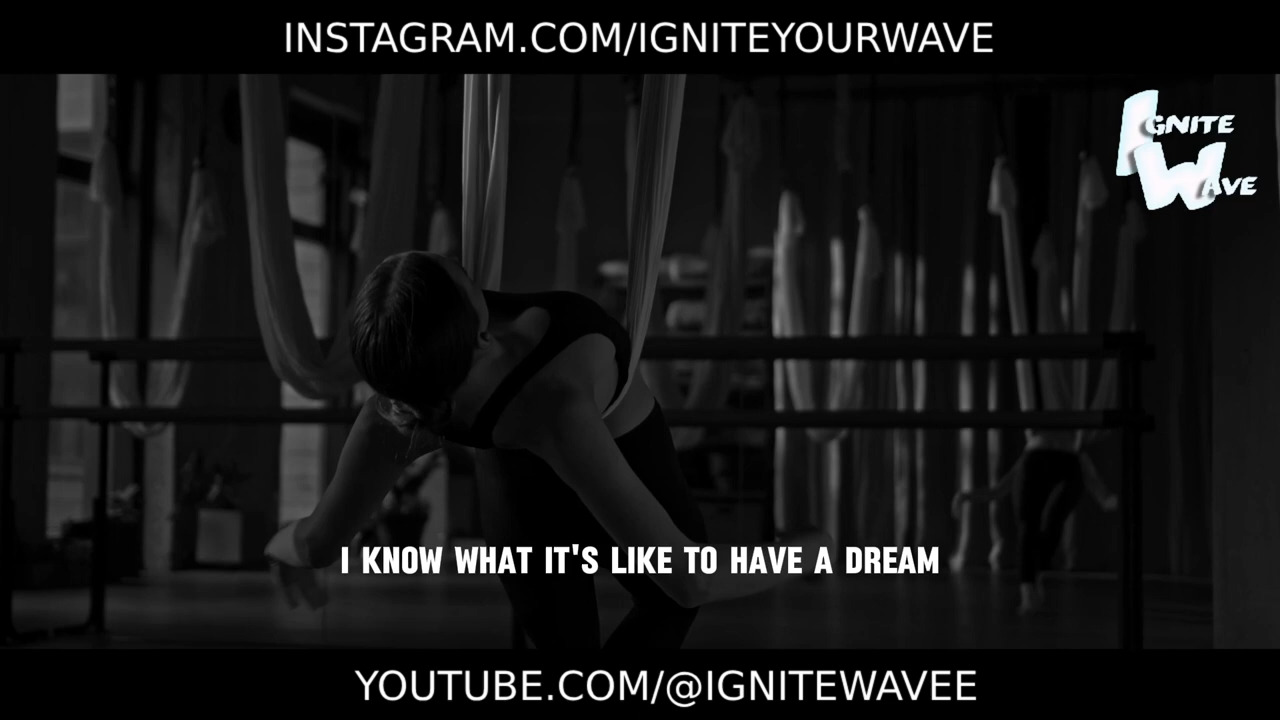 INSTAGRAM.COM/IGNITEYOURWAVE
IGNITE
WAVE
I KNOW WHAT IT'S LIKE TO HAVE A DREAM
YOUTUBE.COM/@IGNITEWAVEE